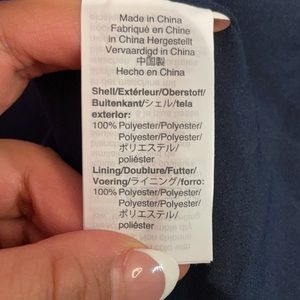 Made in China
Fabriqué en Chine
in China Hergestellt
Vervaardigd in China
中国製
Hecho en China
Shell/Extérieur/Oberstoff/
Buitenkant/シェル/tela
exterior:
100% Polyester/Polyester/
Polyester/Polyester/
ポリエステル/
poliéster
Lining/Doublure/Futter/
Voering/ライニング/forro:
100% Polyester/Polyester/
Polyester/Polyester/
ポリエステル/
poliéster